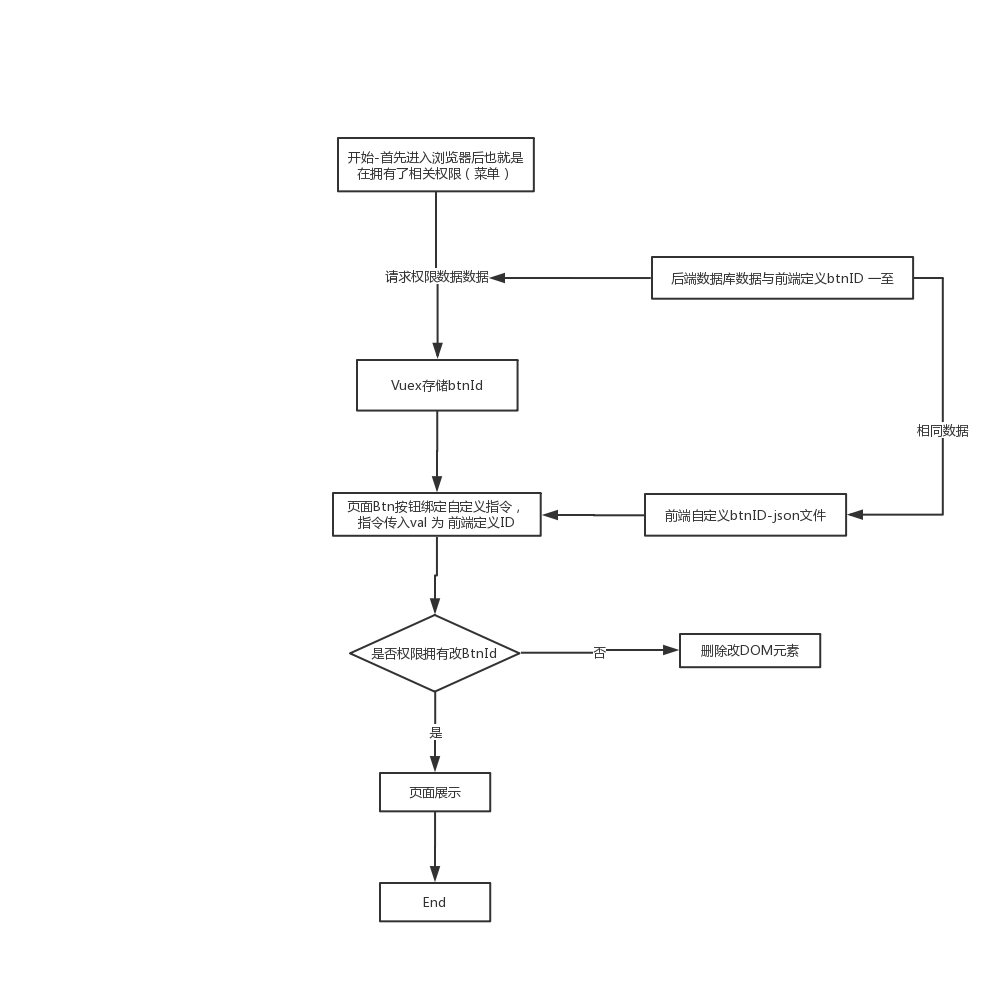 开始-首先进入浏览器后也就是
在拥有了相关权限（菜单）
请求权限数据数据
后端数据库数据与前端定义btnID 一至
Vuex存储btnId
相同数据
页面Btn按钮绑定自定义指令，
指令传入val 为 前端定义ID
前端自定义btnID-json文件
是否权限拥有改BtnId
否
删除改DOM元素
是
页面展示
End